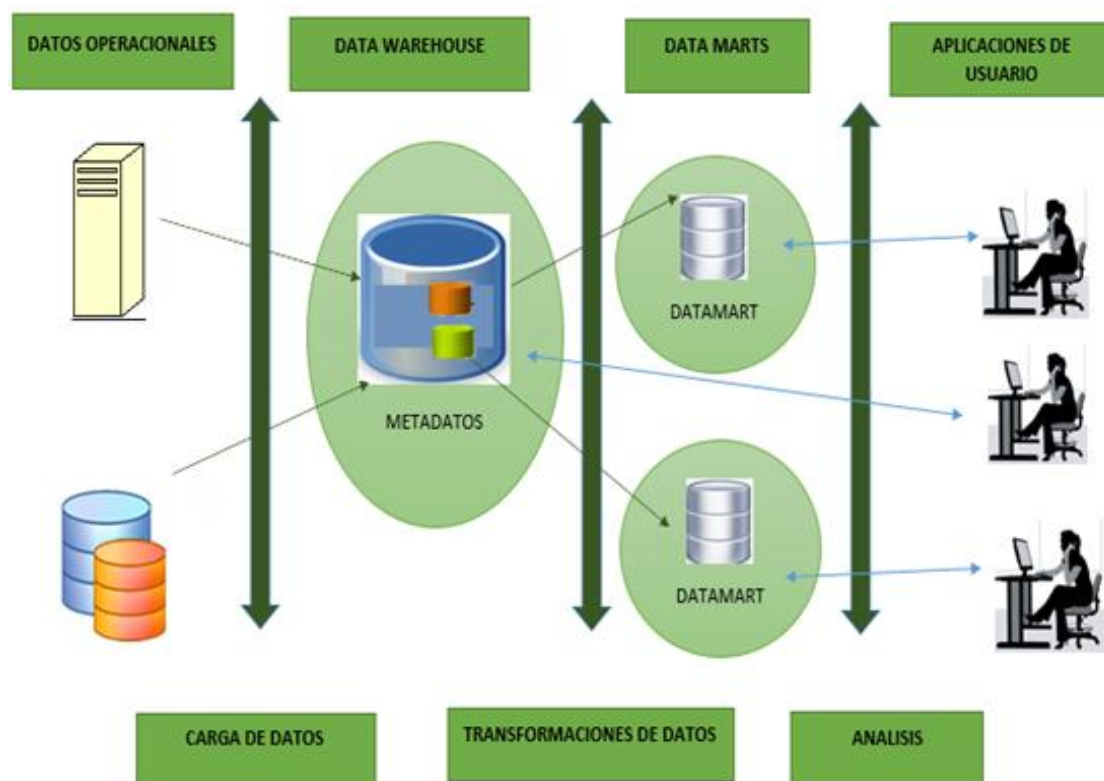 DATOS OPERACIONALES
DATA WAREHOUSE
DATA MARTS
APLICACIONES DE
USUARIO
DATAMART
METADATOS
DATAMART
CARGA DE DATOS
TRANSFORMACIONES DE DATOS
ANALISIS